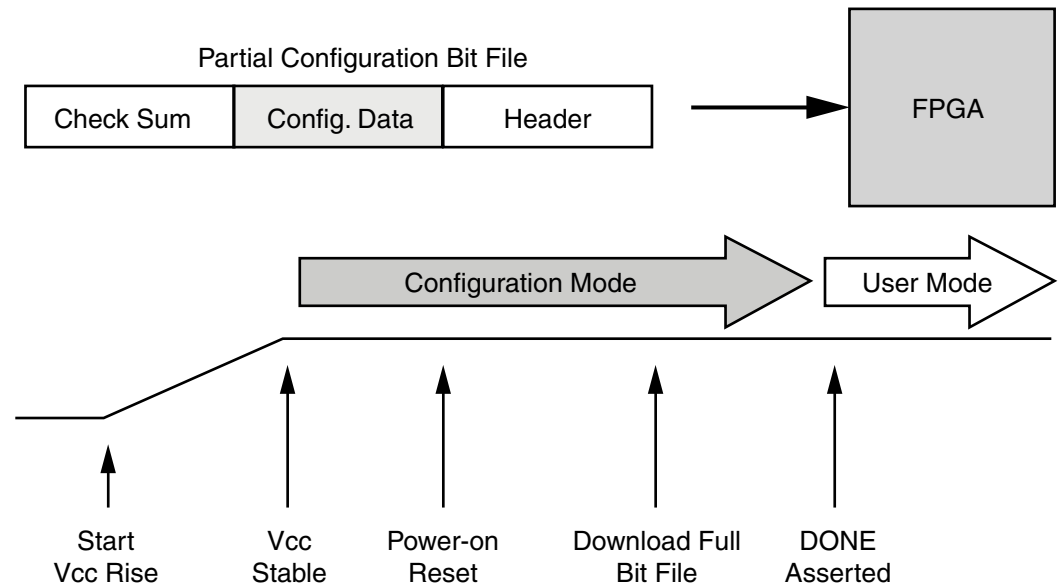 Partial Configuration Bit File
Check Sum
Config. Data
Header
FPGA
Configuration Mode
User Mode
Start
Vcc Rise
Vcc
Stable
Power-on
Reset
Download Full
Bit File
DONE
Asserted